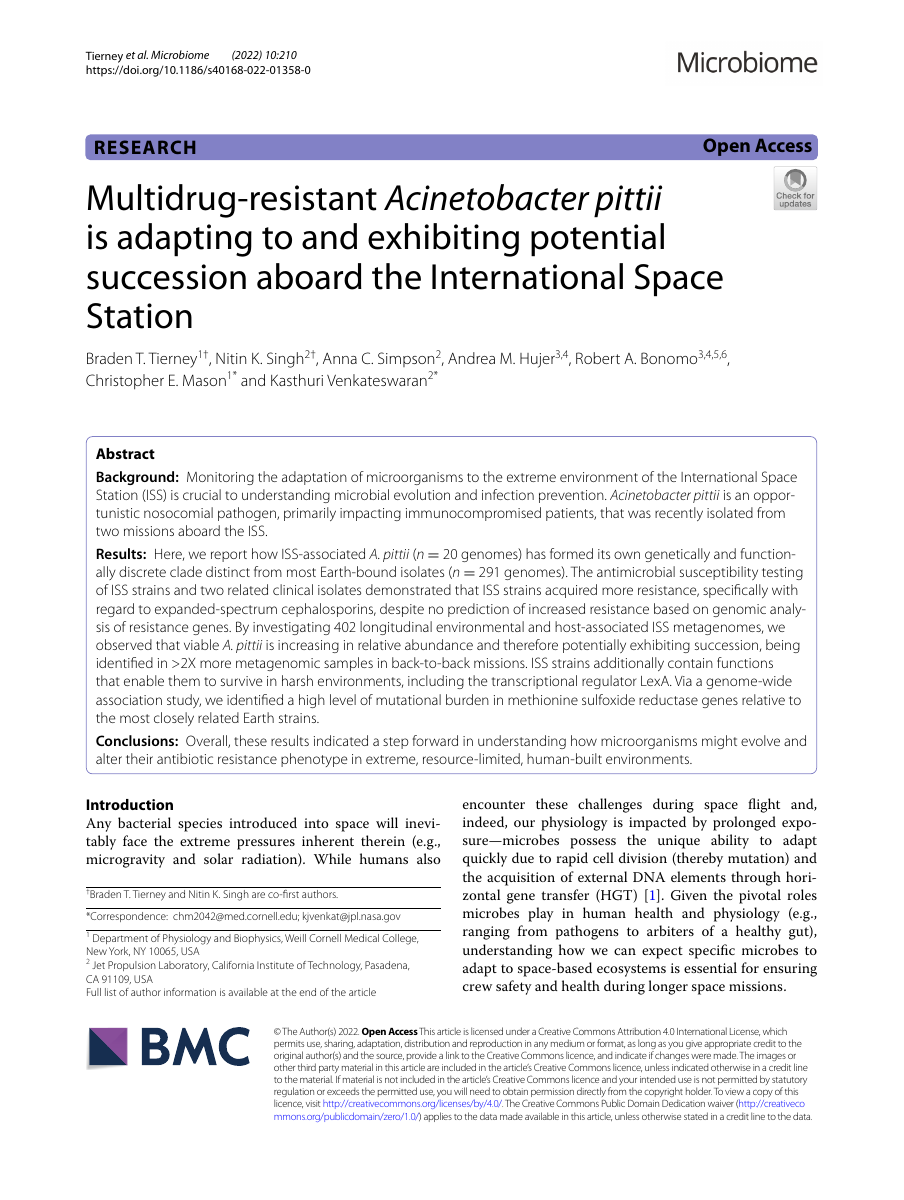 Tierney et al. Microbiome (2022) 10:210
https://doi.org/10.1186/s40168-022-01358-0
Microbiome
RESEARCH
Open Access
Check for
updates
Multidrug-resistant Acinetobacter pittii
is adapting to and exhibiting potential
succession aboard the International Space
Station
Braden T. Tierney1†, Nitin K. Singh2†, Anna C. Simpson2, Andrea M. Hujer3,4, Robert A. Bonomo3,4,5,6,
Christopher E. Mason1* and Kasthuri Venkateswaran2*
Abstract
Background: Monitoring the adaptation of microorganisms to the extreme environment of the International Space
Station (ISS) is crucial to understanding microbial evolution and infection prevention. Acinetobacter pittii is an oppor-
tunistic nosocomial pathogen, primarily impacting immunocompromised patients, that was recently isolated from
two missions aboard the ISS.
Results: Here, we report how ISS-associated A. pittii (n = 20 genomes) has formed its own genetically and function-
ally discrete clade distinct from most Earth-bound isolates (n = 291 genomes). The antimicrobial susceptibility testing
of ISS strains and two related clinical isolates demonstrated that ISS strains acquired more resistance, specifically with
regard to expanded-spectrum cephalosporins, despite no prediction of increased resistance based on genomic analy-
sis of resistance genes. By investigating 402 longitudinal environmental and host-associated ISS metagenomes, we
observed that viable A. pittii is increasing in relative abundance and therefore potentially exhibiting succession, being
identified in >2X more metagenomic samples in back-to-back missions. ISS strains additionally contain functions
that enable them to survive in harsh environments, including the transcriptional regulator LexA. Via a genome-wide
association study, we identified a high level of mutational burden in methionine sulfoxide reductase genes relative to
the most closely related Earth strains.
Conclusions: Overall, these results indicated a step forward in understanding how microorganisms might evolve and
alter their antibiotic resistance phenotype in extreme, resource-limited, human-built environments.
Introduction
Any bacterial species introduced into space will inevi-
tably face the extreme pressures inherent therein (e.g.,
microgravity and solar radiation). While humans also
†Braden T. Tierney and Nitin K. Singh are co-first authors.
*Correspondence: chm2042@med.cornell.edu; kjvenkat@jpl.nasa.gov
1 Department of Physiology and Biophysics, Weill Cornell Medical College,
New York, NY 10065, USA
2 Jet Propulsion Laboratory, California Institute of Technology, Pasadena,
CA 91109, USA
Full list of author information is available at the end of the article
encounter these challenges during space flight and,
indeed, our physiology is impacted by prolonged expo-
sure—microbes possess the unique ability to adapt
quickly due to rapid cell division (thereby mutation) and
the acquisition of external DNA elements through hori-
zontal gene transfer (HGT) [1]. Given the pivotal roles
microbes play in human health and physiology (e.g.,
ranging from pathogens to arbiters of a healthy gut),
understanding how we can expect specific microbes to
adapt to space-based ecosystems is essential for ensuring
crew safety and health during longer space missions.
BMC
© The Author(s) 2022. Open Access This article is licensed under a Creative Commons Attribution 4.0 International License, which
permits use, sharing, adaptation, distribution and reproduction in any medium or format, as long as you give appropriate credit to the
original author(s) and the source, provide a link to the Creative Commons licence, and indicate if changes were made. The images or
other third party material in this article are included in the article's Creative Commons licence, unless indicated otherwise in a credit line
to the material. If material is not included in the article's Creative Commons licence and your intended use is not permitted by statutory
regulation or exceeds the permitted use, you will need to obtain permission directly from the copyright holder. To view a copy of this
licence, visit http://creativecommons.org/licenses/by/4.0/. The Creative Commons Public Domain Dedication waiver (http://creativeco
mmons.org/publicdomain/zero/1.0/) applies to the data made available in this article, unless otherwise stated in a credit line to the data.